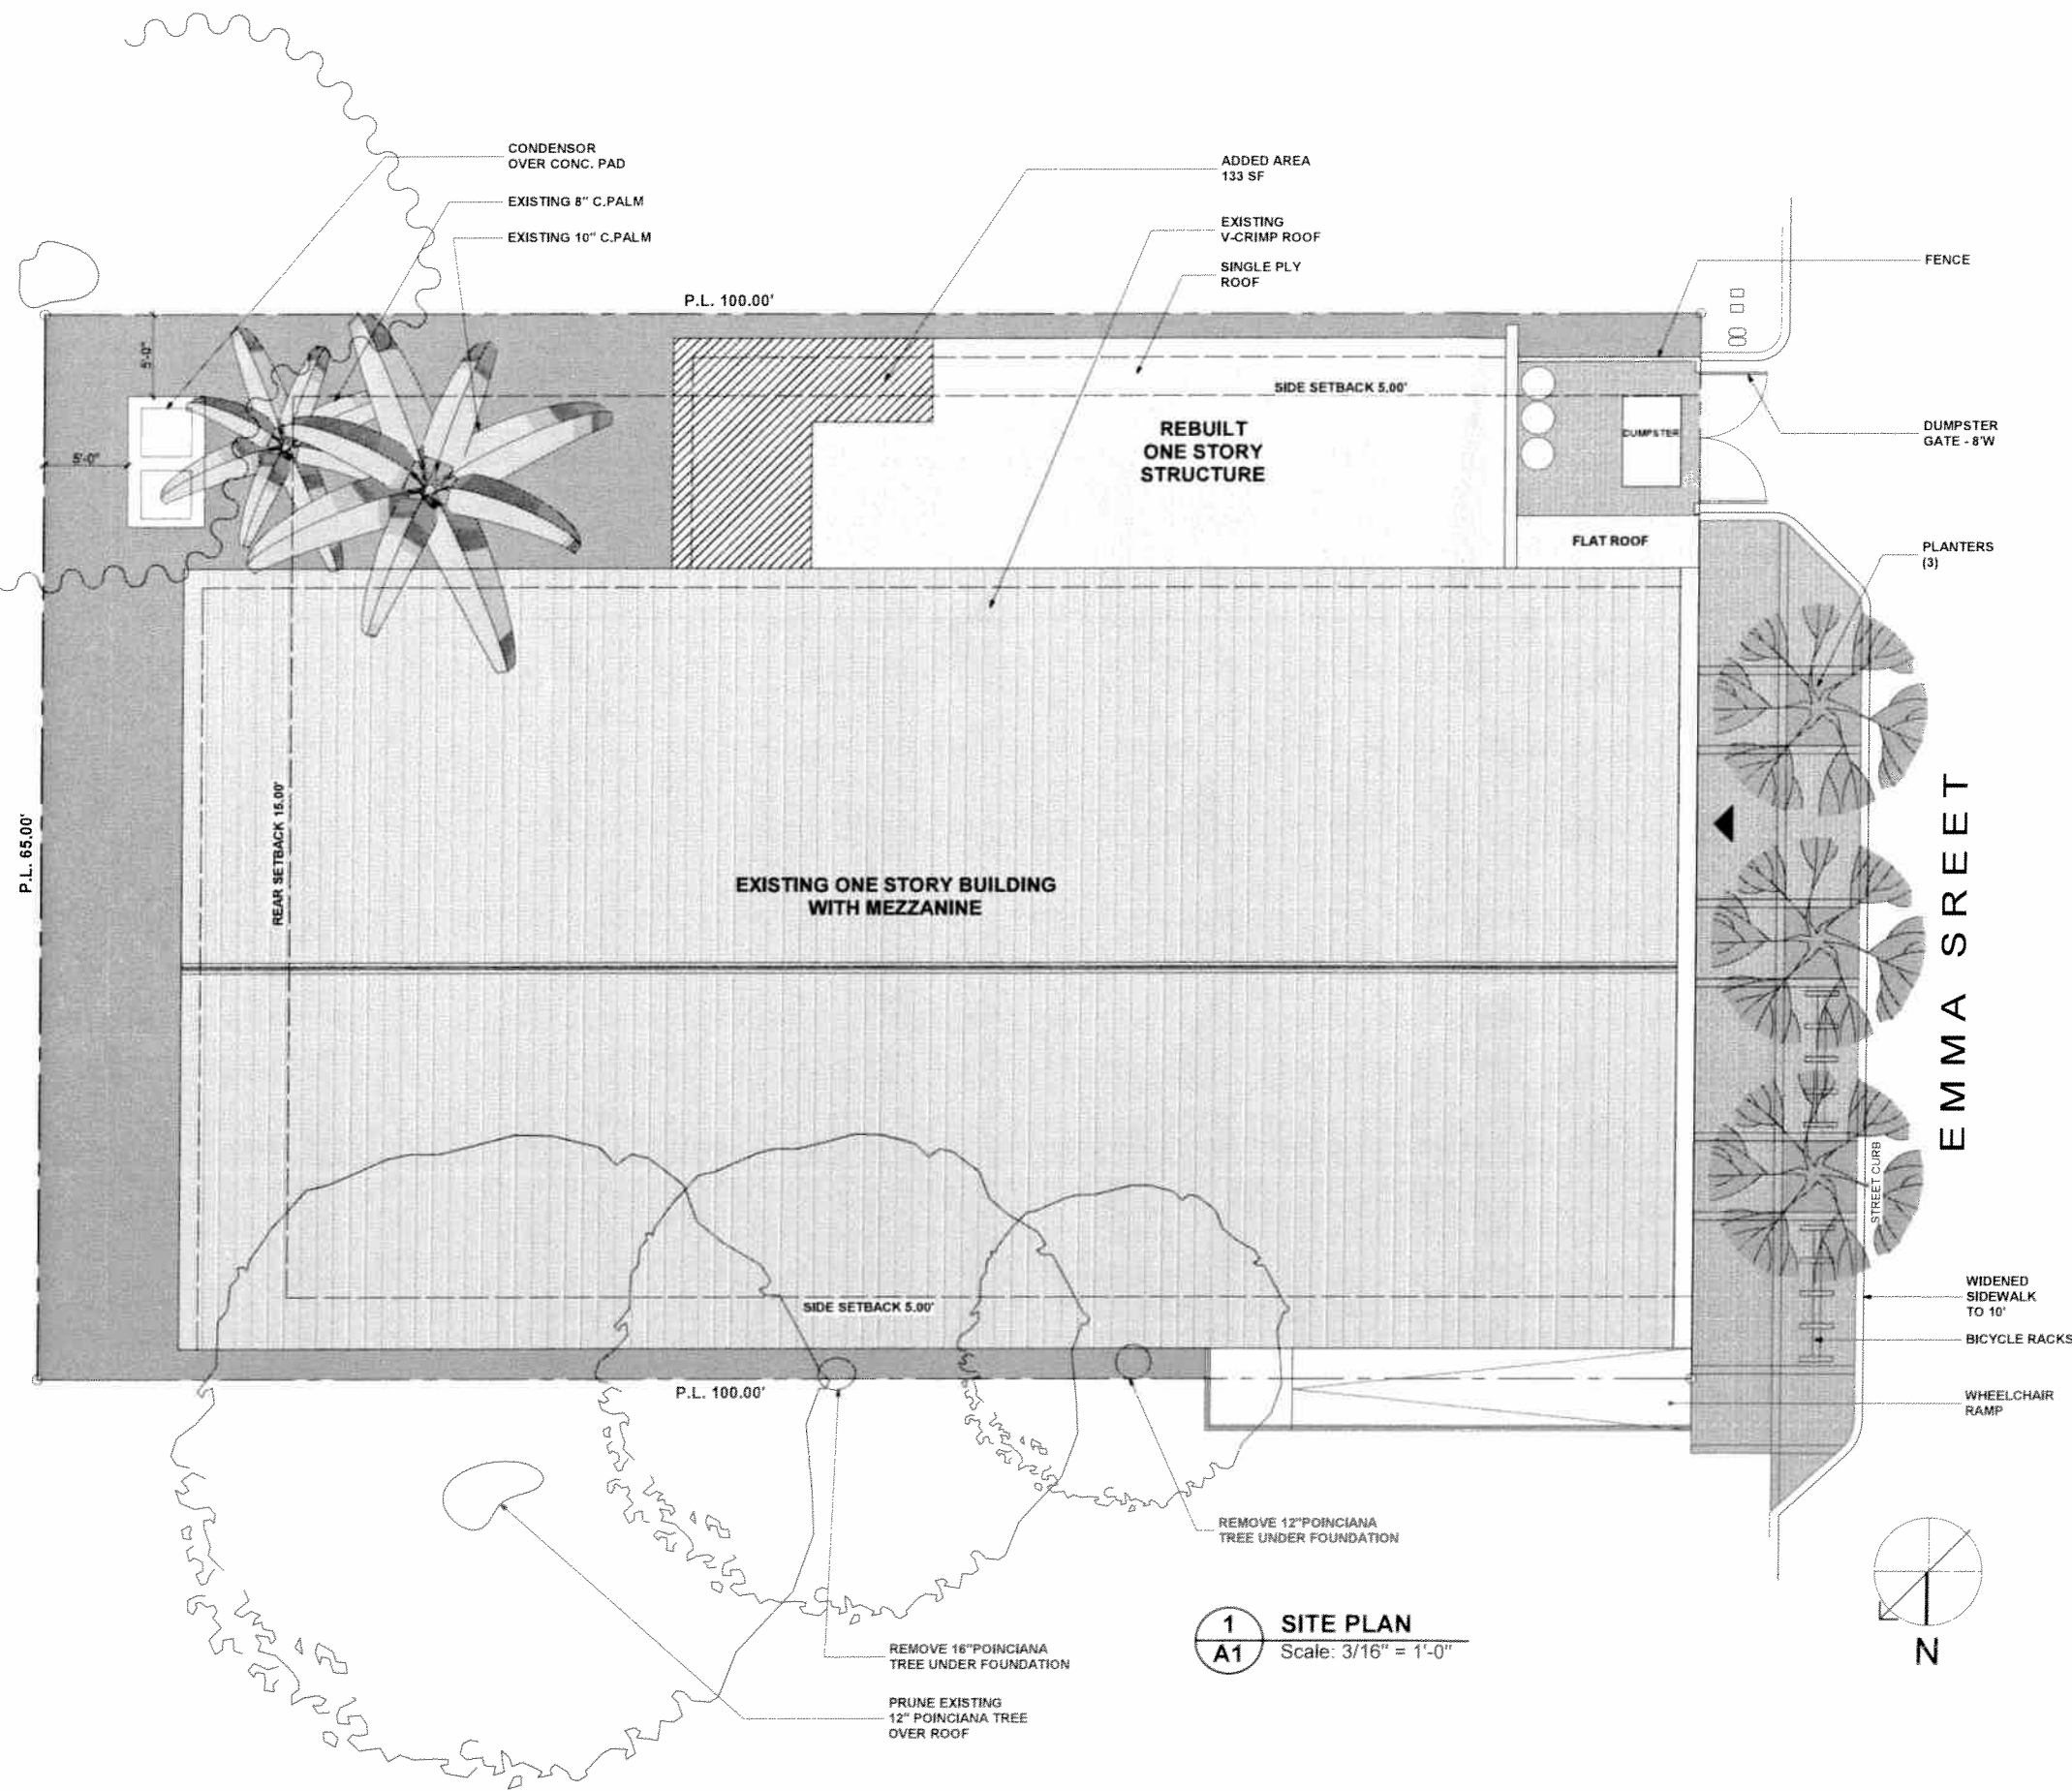 CONDENSOR
OVER CONC. PAD
EXISTING 8" C.PALM
EXISTING 10" C.PALM
ADDED AREA
133 SF
EXISTING
V-CRIMP ROOF
SINGLE PLY
ROOF
FENCE
P.L. 100.00'
5'-0"
5'-0"
SIDE SETBACK 5.00'
REBUILT
ONE STORY
STRUCTURE
DUMPSTER
DUMPSTER
GATE - 8'W
FLAT ROOF
PLANTERS
(3)
P.L. 65.00'
REAR SETBACK 15.00'
EXISTING ONE STORY BUILDING
WITH MEZZANINE
EMMA SREET
STREET CURB
SIDE SETBACK 5.00'
WIDENED
SIDEWALK
TO 10'
BICYCLE RACKS
P.L. 100.00'
WHEELCHAIR
RAMP
REMOVE 12"POINCIANA
TREE UNDER FOUNDATION
REMOVE 16"POINCIANA
TREE UNDER FOUNDATION
PRUNE EXISTING
12" POINCIANA TREE
OVER ROOF
1
A1
SITE PLAN
Scale: 3/16" = 1'-0"
N